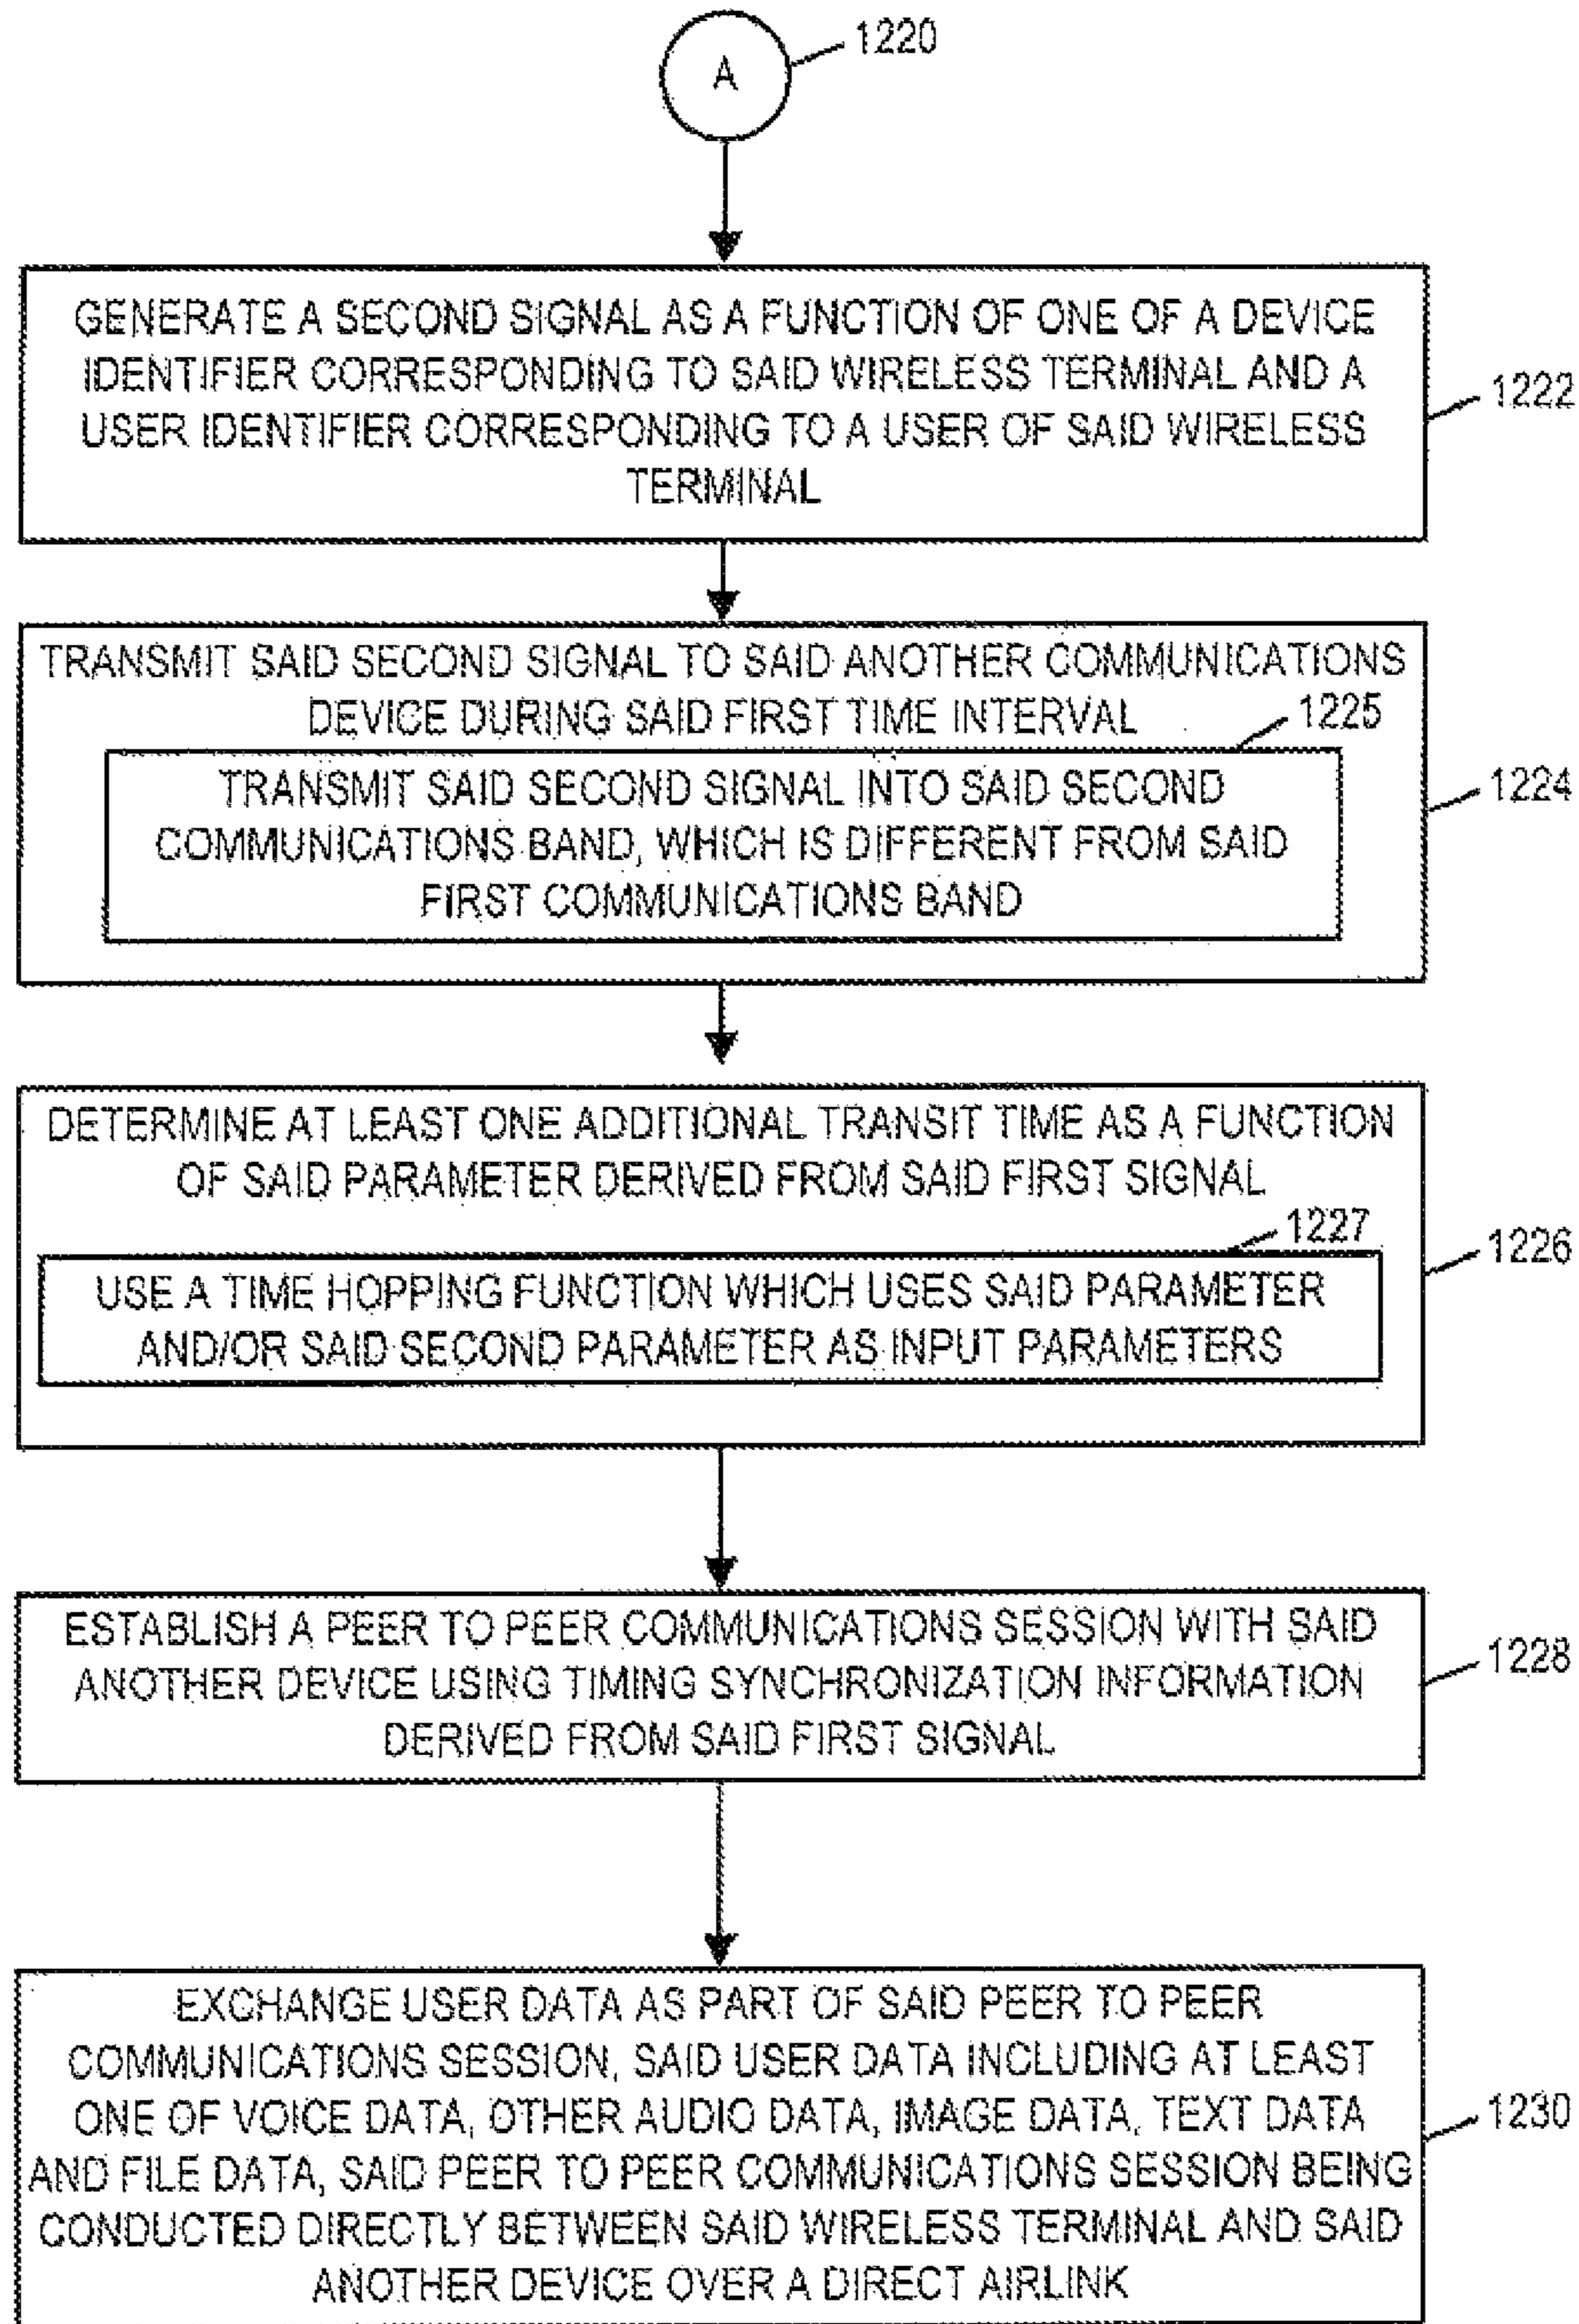 A
1220
GENERATE A SECOND SIGNAL AS A FUNCTION OF ONE OF A DEVICE
IDENTIFIER CORRESPONDING TO SAID WIRELESS TERMINAL AND A
USER IDENTIFIER CORRESPONDING TO A USER OF SAID WIRELESS
TERMINAL
1222
TRANSMIT SAID SECOND SIGNAL TO SAID ANOTHER COMMUNICATIONS
DEVICE DURING SAID FIRST TIME INTERVAL
1225
TRANSMIT SAID SECOND SIGNAL INTO SAID SECOND
COMMUNICATIONS BAND, WHICH IS DIFFERENT FROM SAID
FIRST COMMUNICATIONS BAND
1224
DETERMINE AT LEAST ONE ADDITIONAL TRANSIT TIME AS A FUNCTION
OF SAID PARAMETER DERIVED FROM SAID FIRST SIGNAL
1227
USE A TIME HOPPING FUNCTION WHICH USES SAID PARAMETER
AND/OR SAID SECOND PARAMETER AS INPUT PARAMETERS
1226
ESTABLISH A PEER TO PEER COMMUNICATIONS SESSION WITH SAID
ANOTHER DEVICE USING TIMING SYNCHRONIZATION INFORMATION
DERIVED FROM SAID FIRST SIGNAL
1228
EXCHANGE USER DATA AS PART OF SAID PEER TO PEER
COMMUNICATIONS SESSION, SAID USER DATA INCLUDING AT LEAST
ONE OF VOICE DATA, OTHER AUDIO DATA, IMAGE DATA, TEXT DATA
AND FILE DATA, SAID PEER TO PEER COMMUNICATIONS SESSION BEING
CONDUCTED DIRECTLY BETWEEN SAID WIRELESS TERMINAL AND SAID
ANOTHER DEVICE OVER A DIRECT AIRLINK
1230